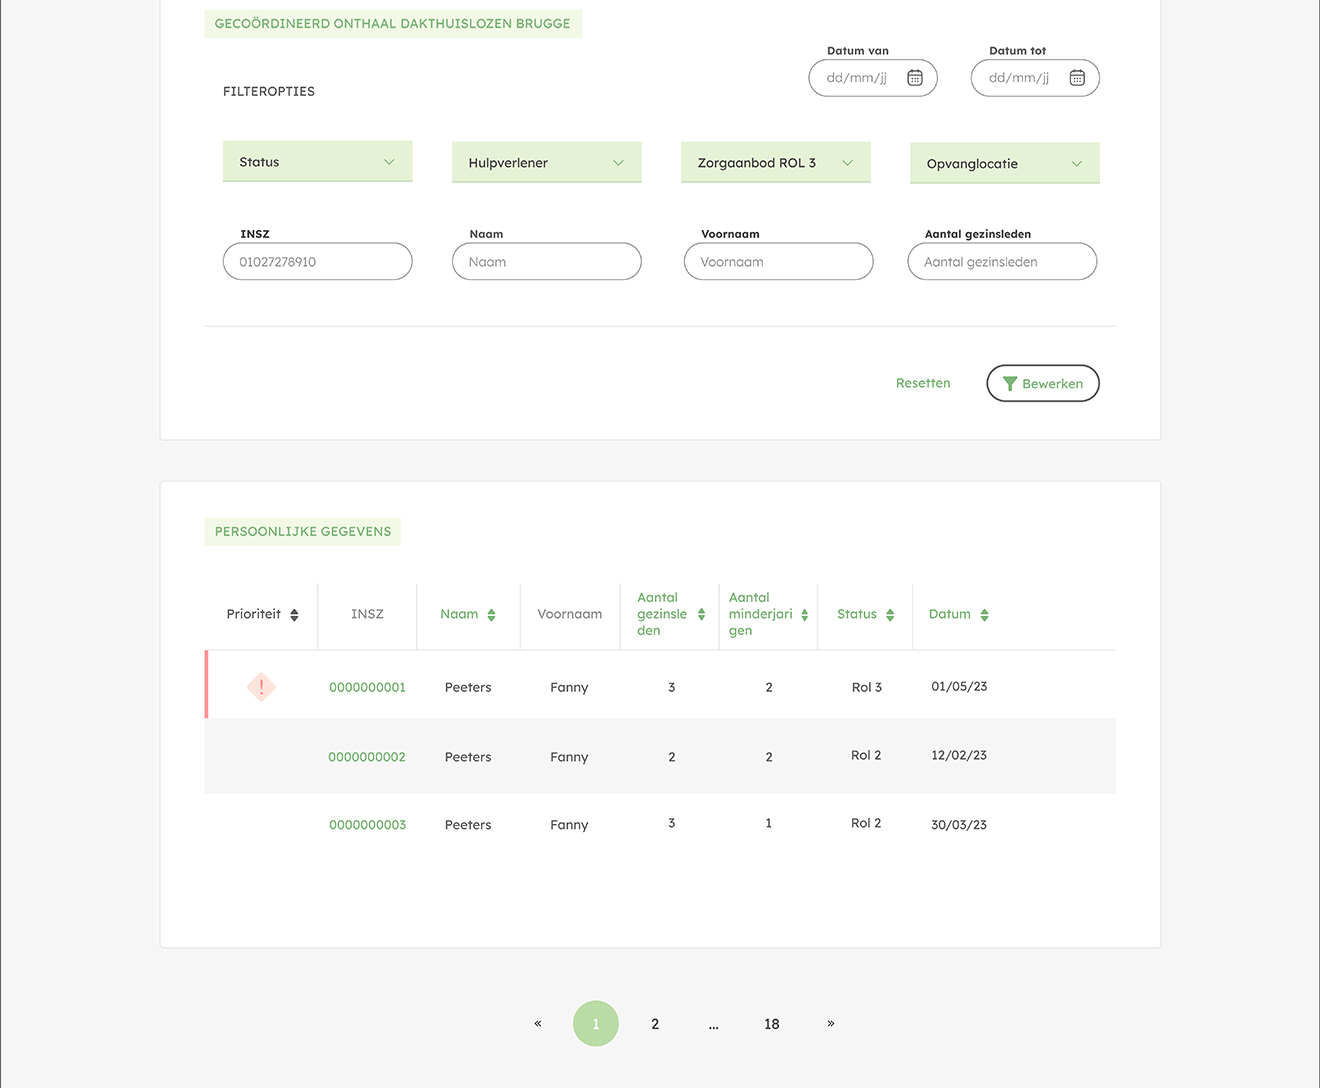 GECOÖRDINEERD ONTHAAL DAKTHUISLOZEN BRUGGE
Datum van
Datum tot
dd/mm/jj
dd/mm/jj
FILTEROPTIES
Status
Hulpverlener
Zorgaanbod ROL 3
Opvanglocatie
INSZ
Naam
Voornaam
Aantal gezinsleden
01027278910
Naam
Voornaam
Aantal gezinsleden
Resetten
Bewerken
PERSOONLIJKE GEGEVENS
Prioriteit
INSZ
Naam
Voornaam
Aantal
gezinsle
den
Aantal
minderjari
gen
Status
Datum
! 0000000001 Peeters Fanny 3 2 Rol 3 01/05/23
0000000002 Peeters Fanny 2 2 Rol 2 12/02/23
0000000003 Peeters Fanny 3 1 Rol 2 30/03/23
« 1 2 ... 18 »